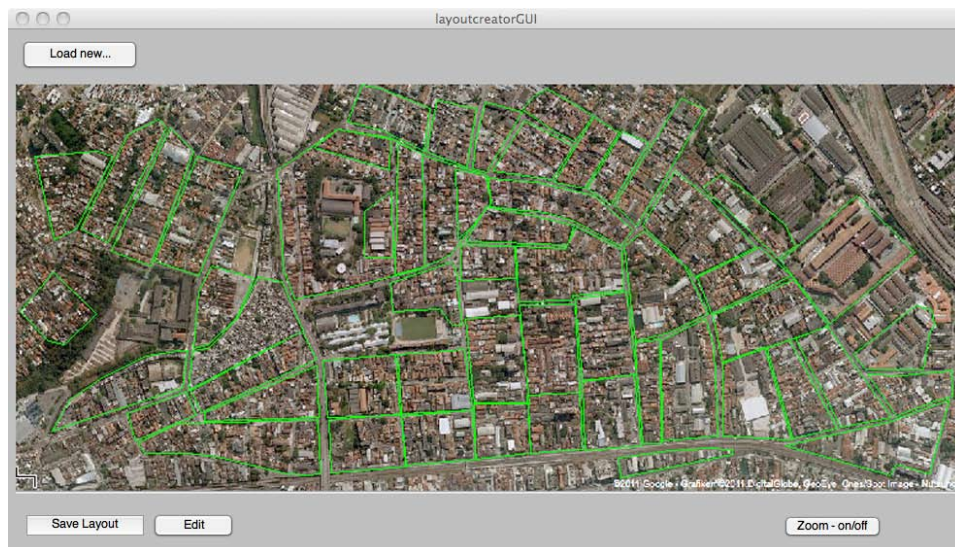 layoutcreatorGUI
Load new...
©2011 Google - Grafiken ©2011 DigitalGlobe, GeoEye,
Save Layout
Edit
Zoom - on/off